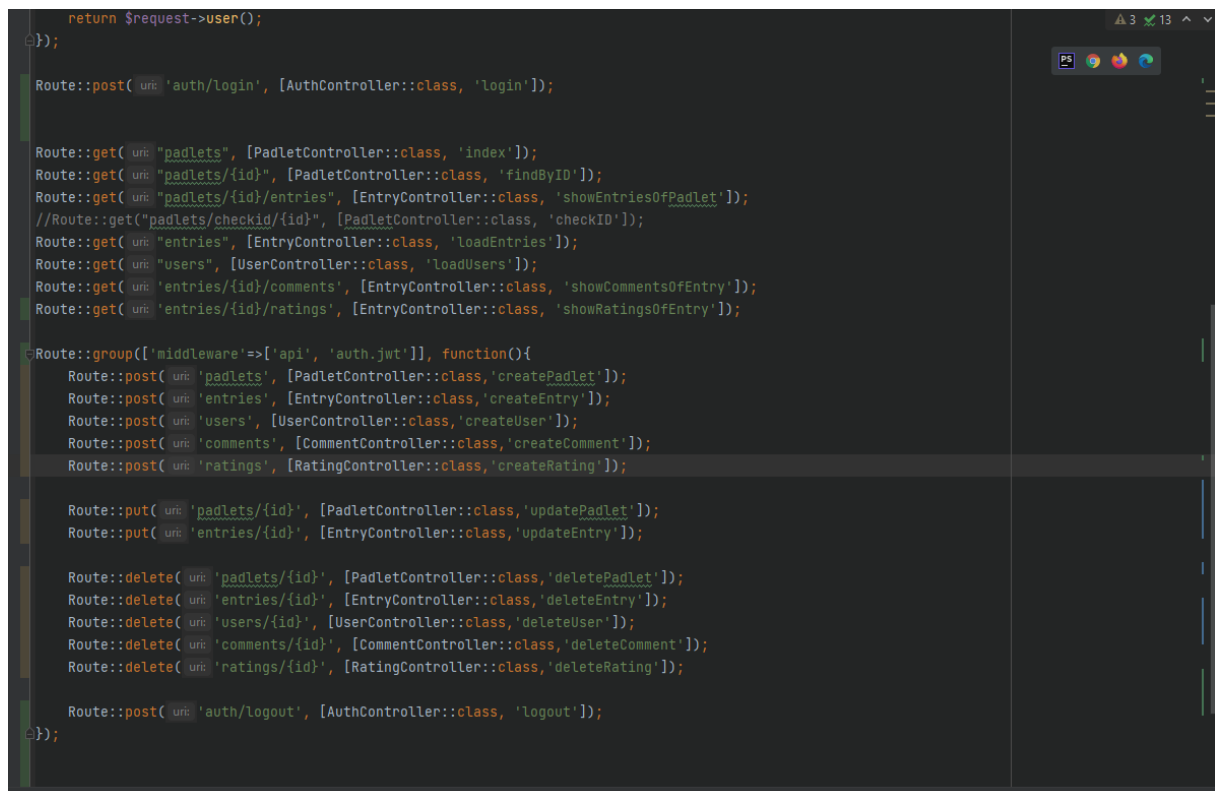 return $request->user();
});
3 13
PS
Route::post( uri: 'auth/login', [AuthController::class, 'login']);
Route::get( uri: "padlets", [PadletController::class, 'index']);
Route::get( uri: "padlets/{id}", [PadletController::class, 'findByID']);
Route::get( uri: "padlets/{id}/entries", [EntryController::class, 'showEntriesOfPadlet']);
//Route::get("padlets/checkid/{id}", [PadletController::class, 'checkID']);
Route::get( uri: "entries", [EntryController::class, 'loadEntries']);
Route::get( uri: "users", [UserController::class, 'loadUsers']);
Route::get( uri: 'entries/{id}/comments', [EntryController::class, 'showCommentsOfEntry']);
Route::get( uri: 'entries/{id}/ratings', [EntryController::class, 'showRatingsOfEntry']);
Route::group(['middleware'=>['api', 'auth.jwt']], function(){
Route::post( uri: 'padlets', [PadletController::class,'createPadlet']);
Route::post( uri: 'entries', [EntryController::class,'createEntry']);
Route::post( uri: 'users', [UserController::class,'createUser']);
Route::post( uri: 'comments', [CommentController::class,'createComment']);
Route::post( uri: 'ratings', [RatingController::class,'createRating']);
Route::put( uri: 'padlets/{id}', [PadletController::class,'updatePadlet']);
Route::put( uri: 'entries/{id}', [EntryController::class,'updateEntry']);
Route::delete( uri: 'padlets/{id}', [PadletController::class,'deletePadlet']);
Route::delete( uri: 'entries/{id}', [EntryController::class,'deleteEntry']);
Route::delete( uri: 'users/{id}', [UserController::class,'deleteUser']);
Route::delete( uri: 'comments/{id}', [CommentController::class,'deleteComment']);
Route::delete( uri: 'ratings/{id}', [RatingController::class,'deleteRating']);
Route::post( uri: 'auth/logout', [AuthController::class, 'logout']);
});